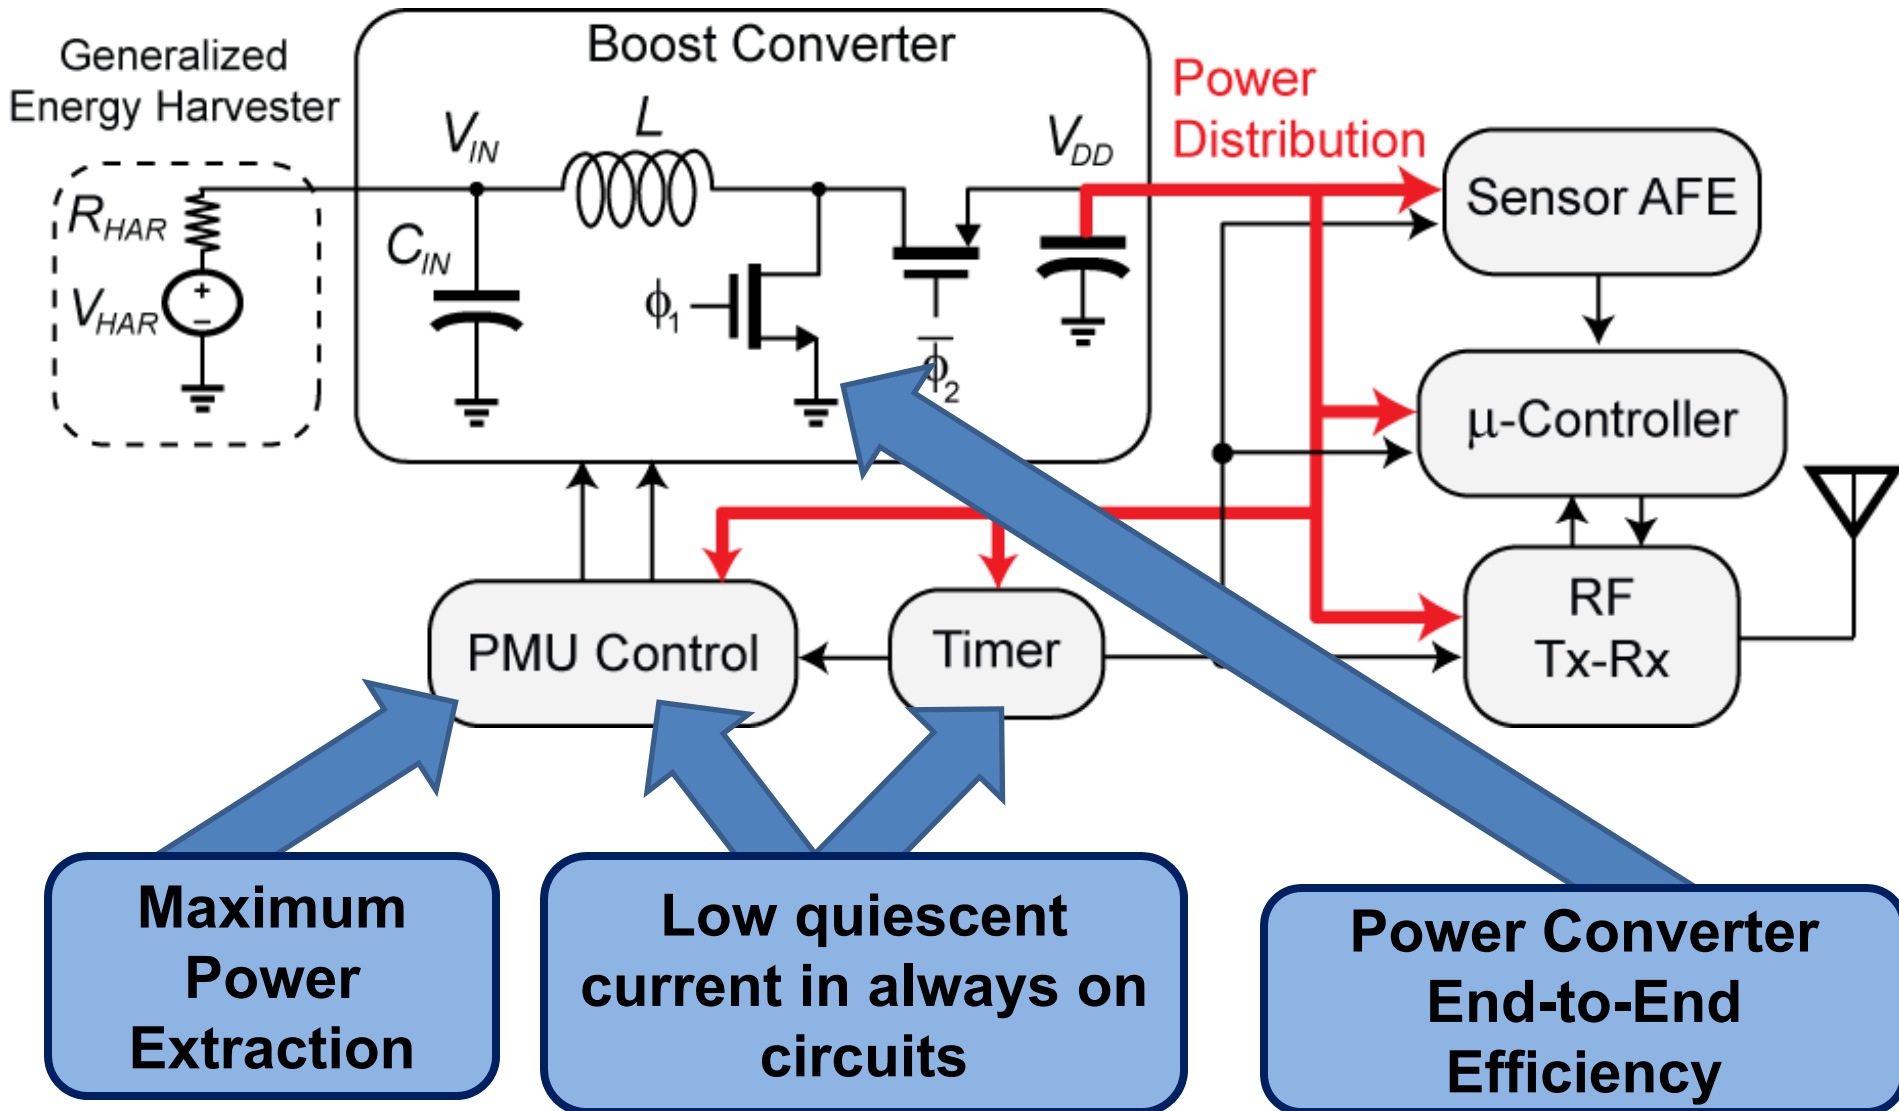 Generalized
Energy Harvester
Boost Converter
Power
Distribution
V_IN
L
V_DD
R_HAR
C_IN
V_HAR
+
−
ϕ₁
ϕ̅₂
Sensor AFE
μ-Controller
RF
Tx-Rx
PMU Control
Timer
Maximum
Power
Extraction
Low quiescent
current in always on
circuits
Power Converter
End-to-End
Efficiency